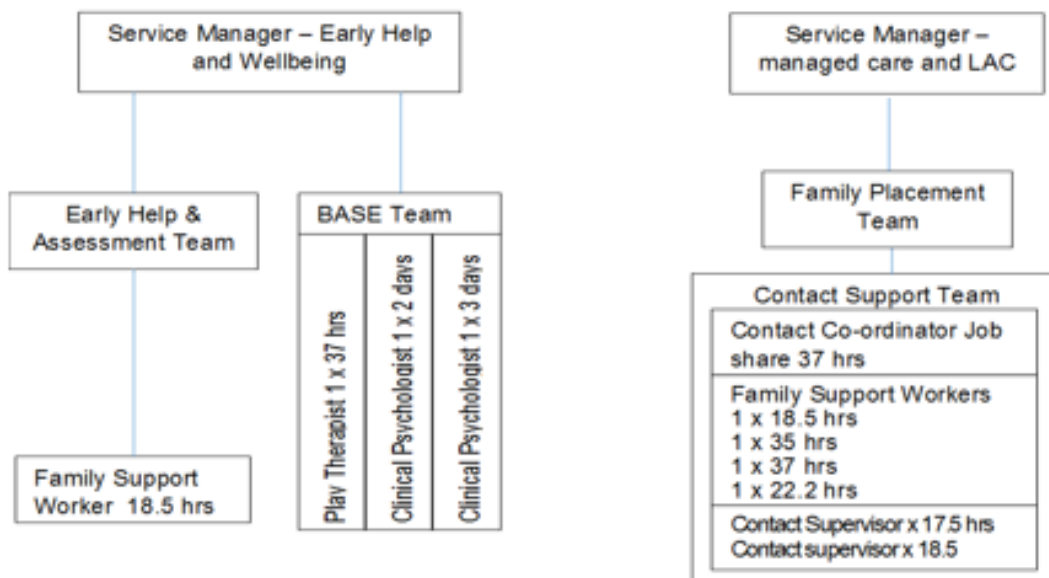 Service Manager – Early Help
and Wellbeing
Early Help &
Assessment Team
Family Support
Worker 18.5 hrs
BASE Team
Play Therapist 1 x 37 hrs
Clinical Psychologist 1 x 2 days
Clinical Psychologist 1 x 3 days
Service Manager –
managed care and LAC
Family Placement
Team
Contact Support Team
Contact Co-ordinator Job
share 37 hrs
Family Support Workers
1 x 18.5 hrs
1 x 35 hrs
1 x 37 hrs
1 x 22.2 hrs
Contact Supervisor x 17.5 hrs
Contact supervisor x 18.5